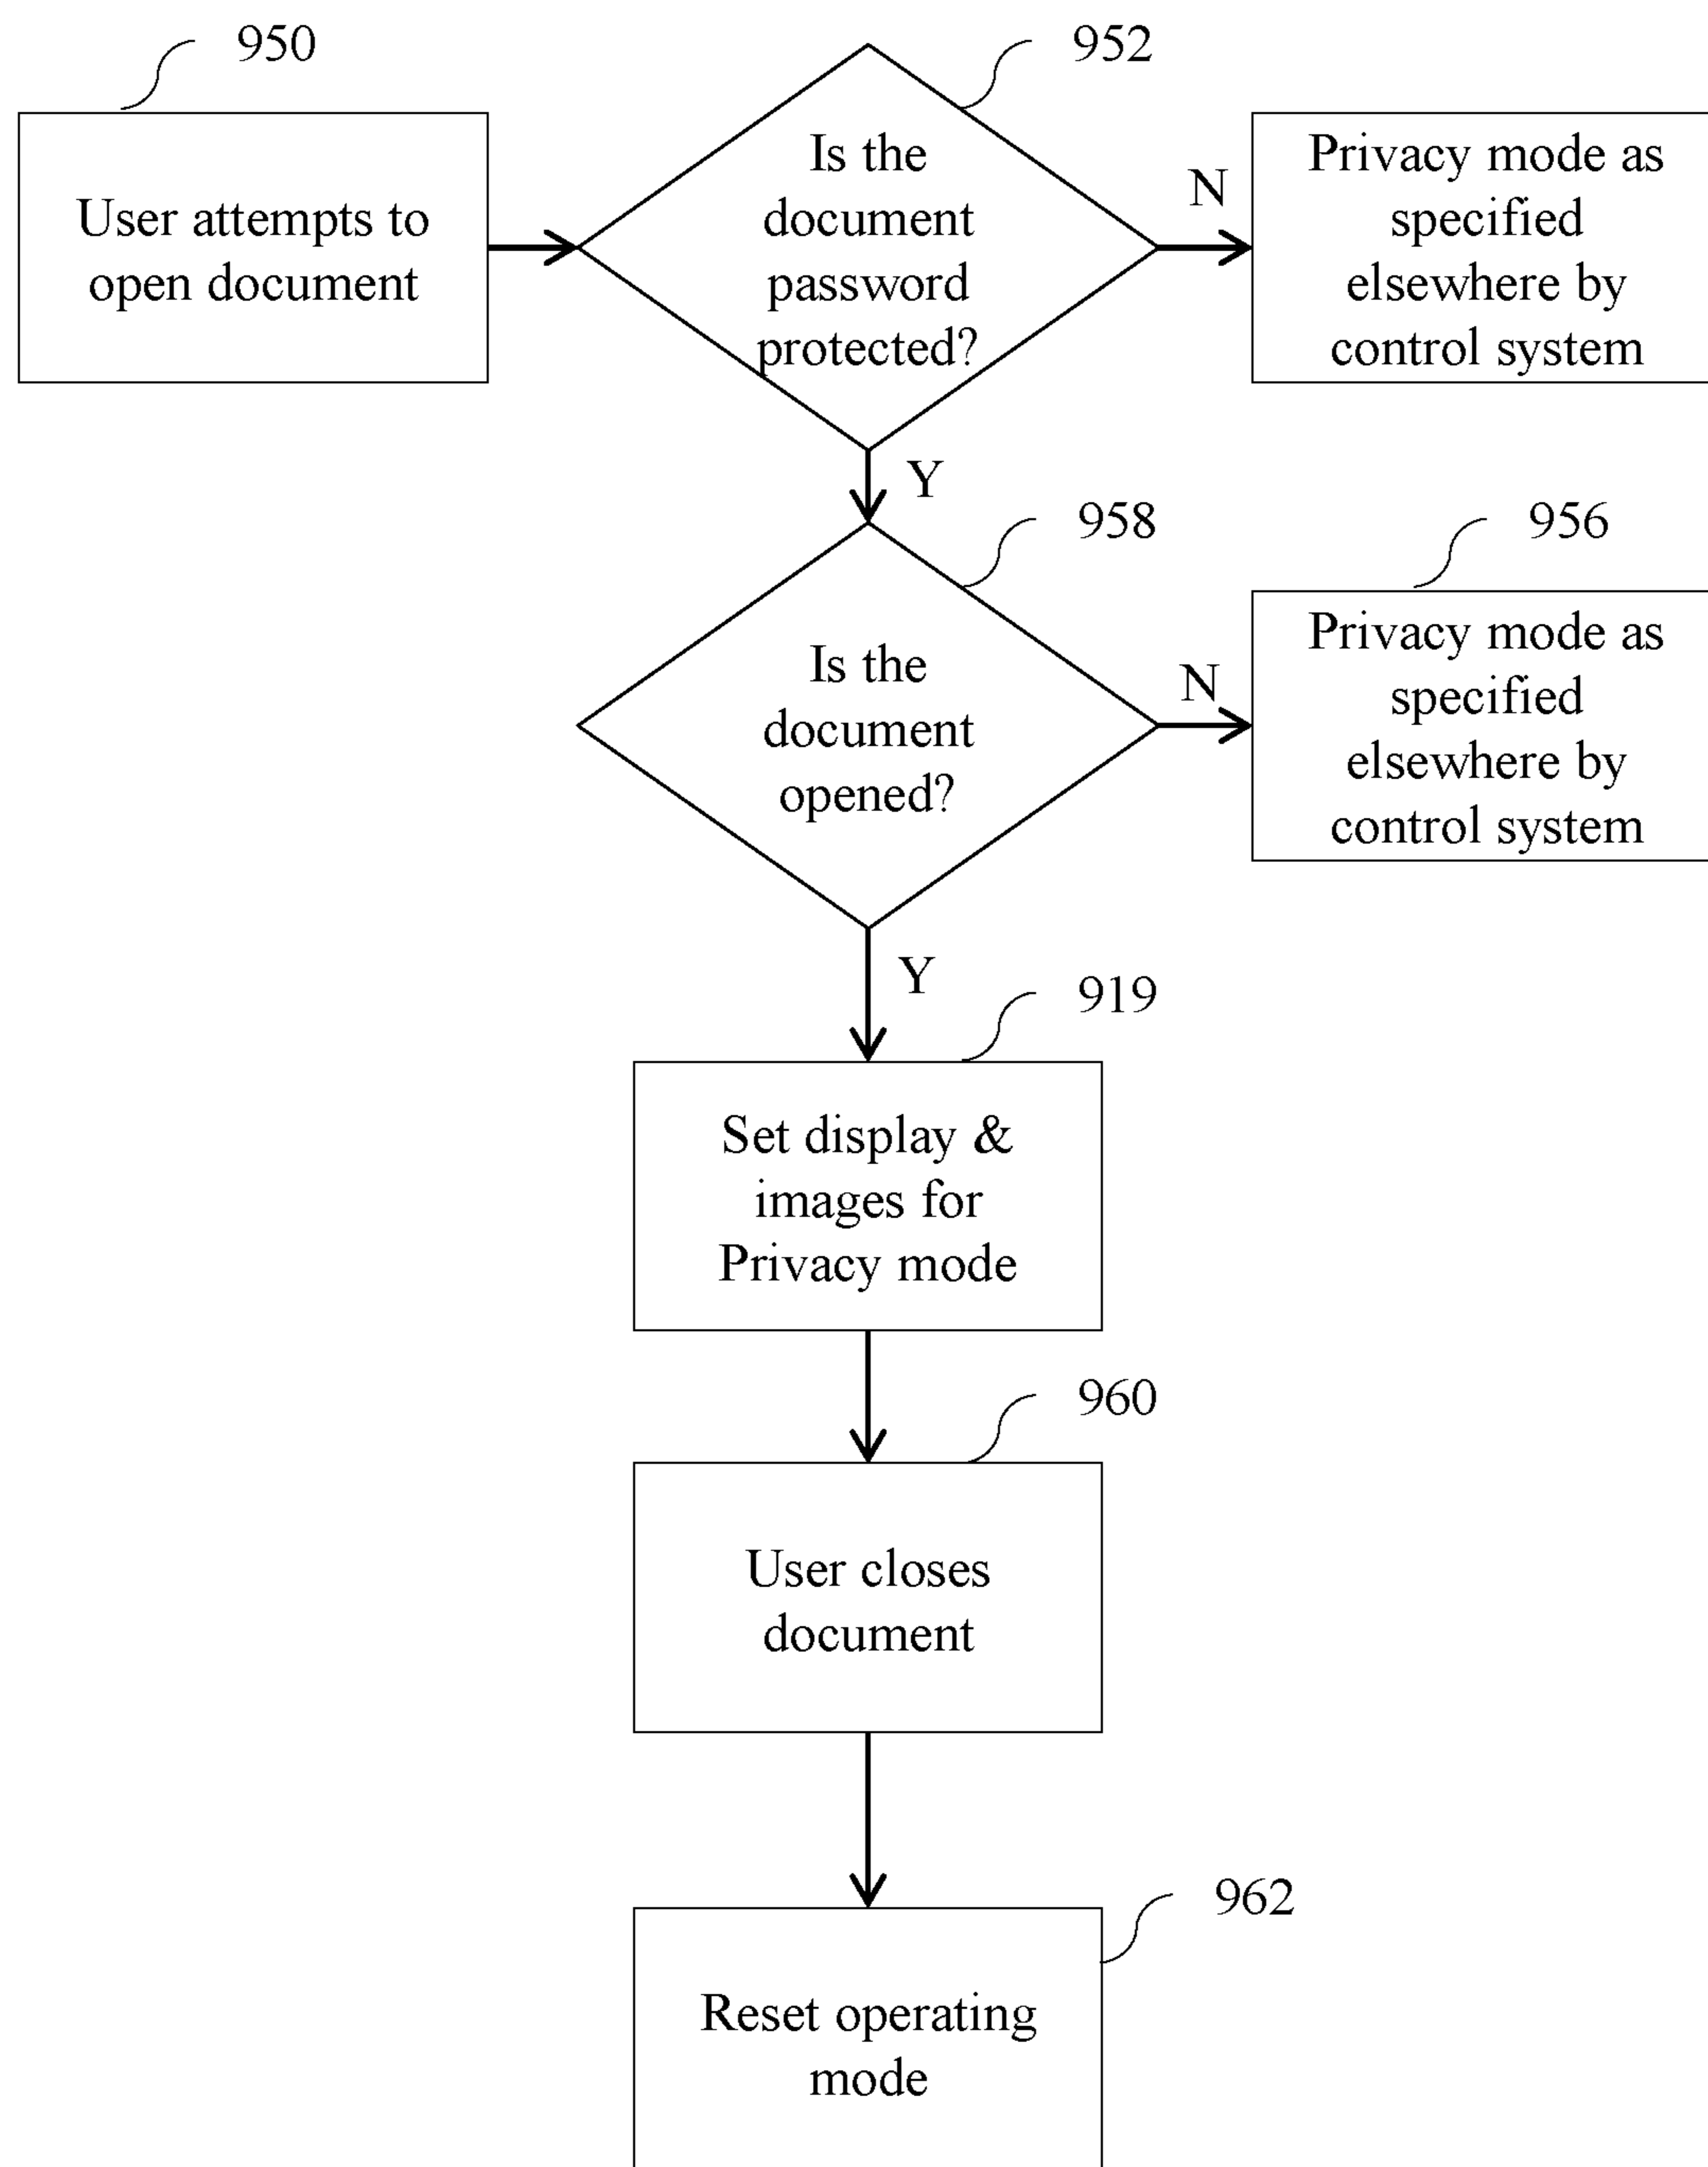 950
User attempts to
open document
952
Is the
document
password
protected?
N
Privacy mode as
specified
elsewhere by
control system
Y
958
Is the
document
opened?
N
956
Privacy mode as
specified
elsewhere by
control system
Y
919
Set display &
images for
Privacy mode
960
User closes
document
962
Reset operating
mode